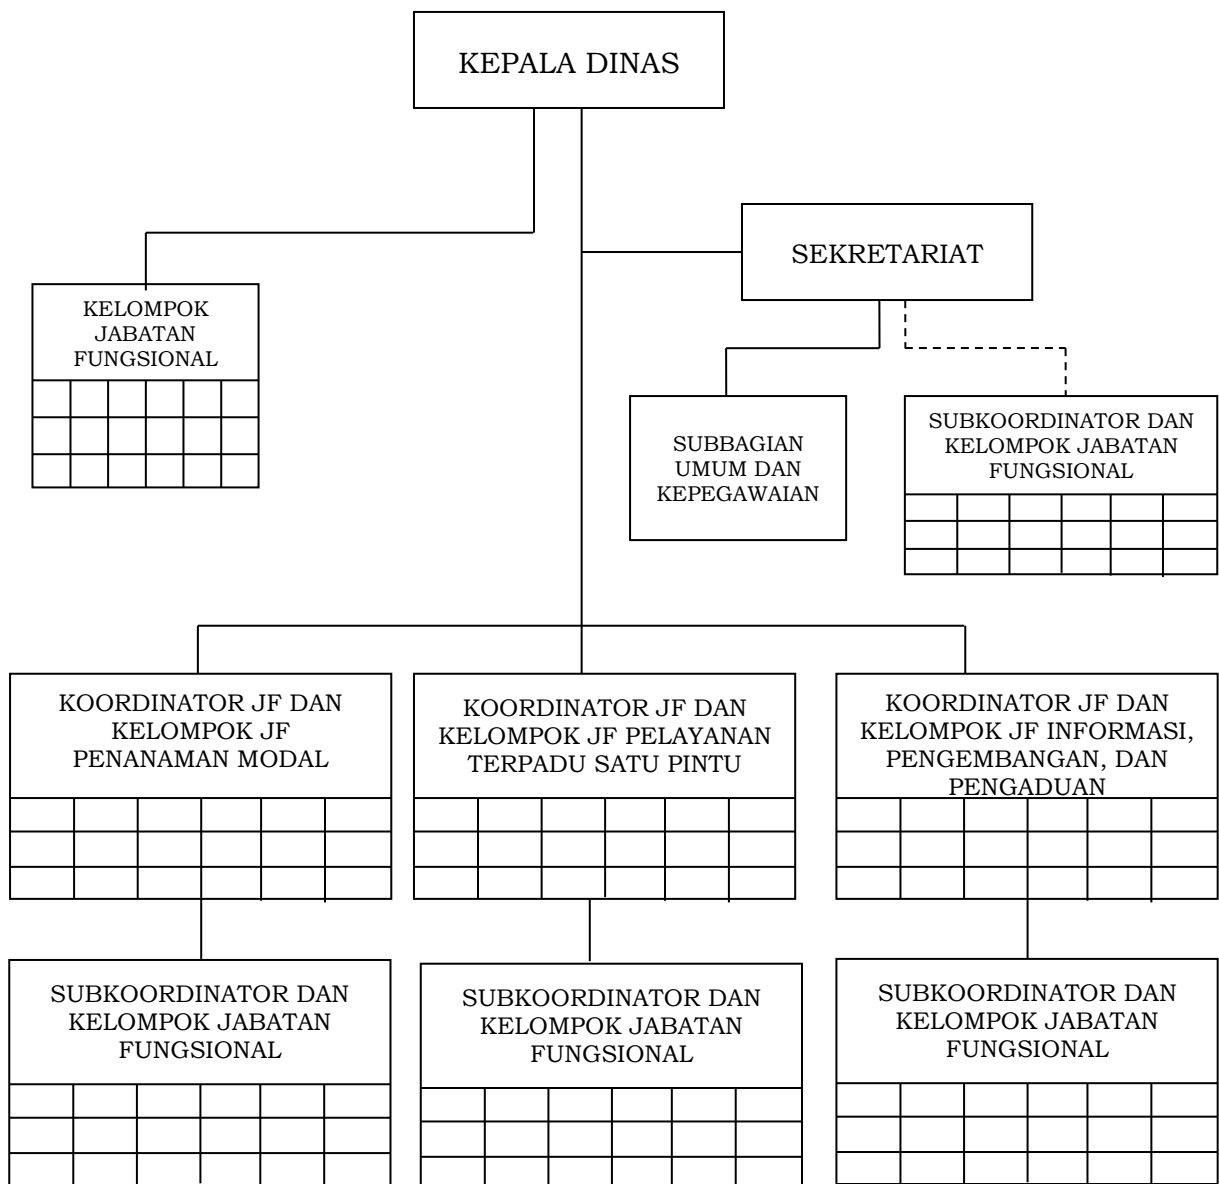 KEPALA DINAS
SEKRETARIAT
KELOMPOK
JABATAN
FUNGSIONAL
SUBBAGIAN
UMUM DAN
KEPEGAWAIAN
SUBKOORDINATOR DAN
KELOMPOK JABATAN
FUNGSIONAL
KOORDINATOR JF DAN
KELOMPOK JF
PENANAMAN MODAL
KOORDINATOR JF DAN
KELOMPOK JF PELAYANAN
TERPADU SATU PINTU
KOORDINATOR JF DAN
KELOMPOK JF INFORMASI,
PENGEMBANGAN, DAN
PENGADUAN
SUBKOORDINATOR DAN
KELOMPOK JABATAN
FUNGSIONAL
SUBKOORDINATOR DAN
KELOMPOK JABATAN
FUNGSIONAL
SUBKOORDINATOR DAN
KELOMPOK JABATAN
FUNGSIONAL